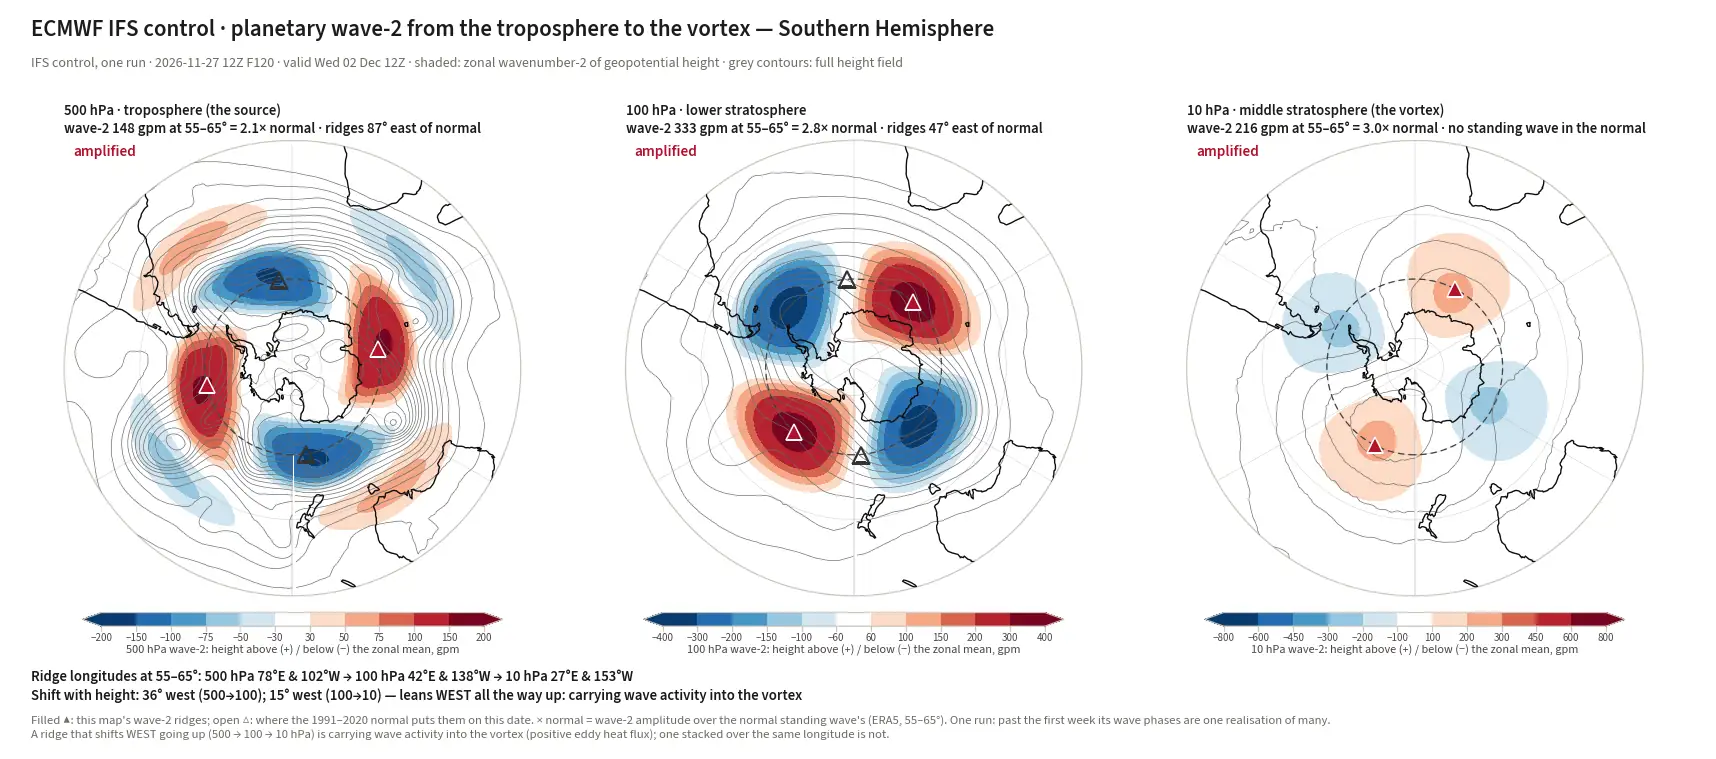 ECMWF IFS control · planetary wave-2 from the troposphere to the vortex — Southern Hemisphere
IFS control, one run · 2026-11-27 12Z F120 · valid Wed 02 Dec 12Z · shaded: zonal wavenumber-2 of geopotential height · grey contours: full height field
500 hPa · troposphere (the source)
wave-2 148 gpm at 55–65° = 2.1× normal · ridges 87° east of normal
amplified
100 hPa · lower stratosphere
wave-2 333 gpm at 55–65° = 2.8× normal · ridges 47° east of normal
amplified
10 hPa · middle stratosphere (the vortex)
wave-2 216 gpm at 55–65° = 3.0× normal · no standing wave in the normal
amplified
−200 −150 −100 −75 −50 −30 30 50 75 100 150 200
500 hPa wave-2: height above (+) / below (−) the zonal mean, gpm
−400 −300 −200 −150 −100 −60 60 100 150 200 300 400
100 hPa wave-2: height above (+) / below (−) the zonal mean, gpm
−800 −600 −450 −300 −200 −100 100 200 300 450 600 800
10 hPa wave-2: height above (+) / below (−) the zonal mean, gpm
Ridge longitudes at 55–65°: 500 hPa 78°E & 102°W → 100 hPa 42°E & 138°W → 10 hPa 27°E & 153°W
Shift with height: 36° west (500→100); 15° west (100→10) — leans WEST all the way up: carrying wave activity into the vortex
Filled ▲: this map's wave-2 ridges; open △: where the 1991–2020 normal puts them on this date. × normal = wave-2 amplitude over the normal standing wave's (ERA5, 55–65°). One run: past the first week its wave phases are one realisation of many.
A ridge that shifts WEST going up (500 → 100 → 10 hPa) is carrying wave activity into the vortex (positive eddy heat flux); one stacked over the same longitude is not.